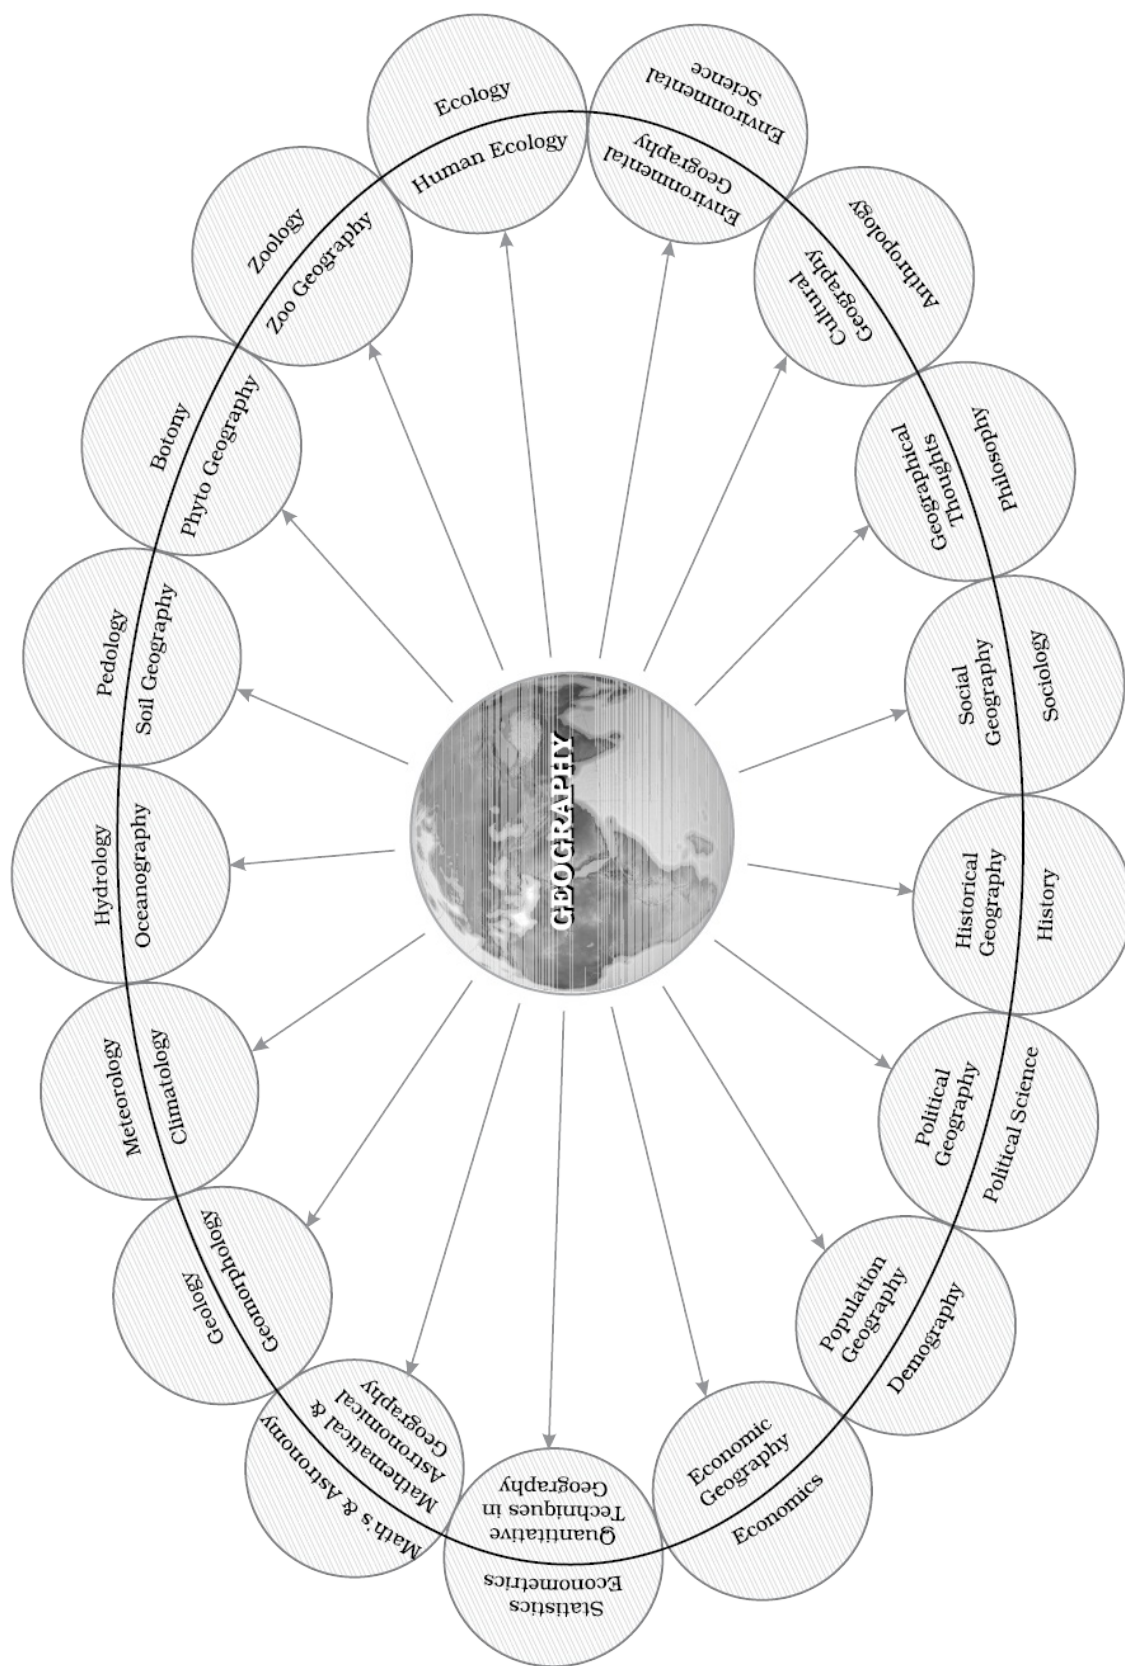 GEOGRAPHY
Ecology
Human Ecology
Environmental
Science
Environmental
Geography
Anthropology
Cultural
Geography
Philosophy
Geographical
Thoughts
Sociology
Social
Geography
History
Historical
Geography
Political Science
Political
Geography
Demography
Population
Geography
Economics
Economic
Geography
Statistics
Econometrics
Quantitative
Techniques in
Geography
Math's & Astronomy
Mathematical &
Astronomical
Geography
Geology
Geomorphology
Meteorology
Climatology
Hydrology
Oceanography
Pedology
Soil Geography
Botony
Phyto Geography
Zoology
Zoo Geography